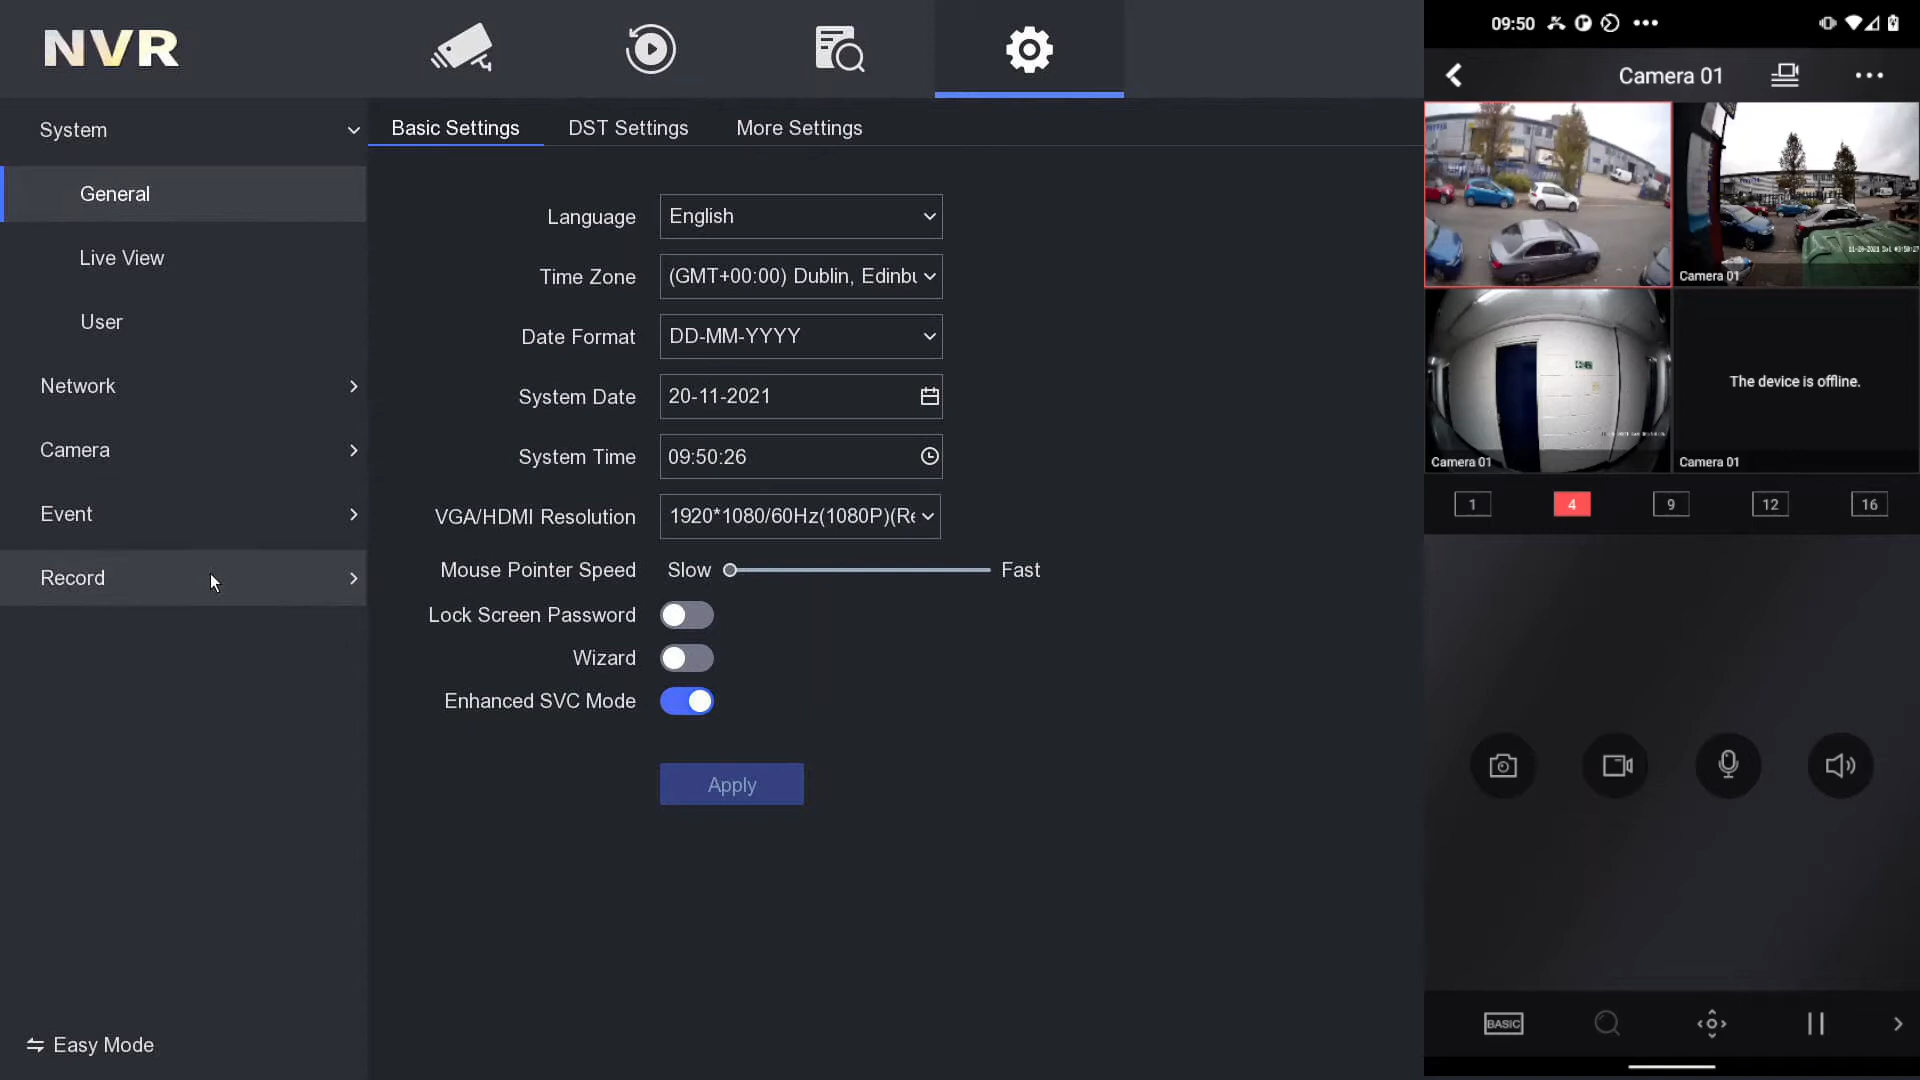 NVR
System
General
Live View
User
Network
Camera
Event
Record
Easy Mode
Basic Settings
DST Settings
More Settings
Language
English
Time Zone
(GMT+00:00) Dublin, Edinbu
Date Format
DD-MM-YYYY
System Date
20-11-2021
System Time
09:50:26
VGA/HDMI Resolution
1920*1080/60Hz(1080P)(Re
Mouse Pointer Speed
Slow
Fast
Lock Screen Password
Wizard
Enhanced SVC Mode
Apply
09:50
Camera 01
Camera 01
Camera 01
The device is offline.
Camera 01
1
4
9
12
16
BASIC